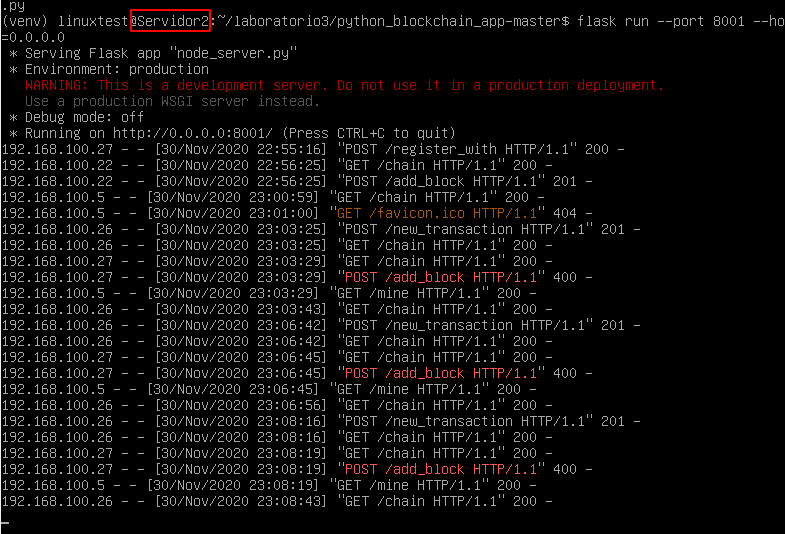 .py
(venv) linuxtest@Servidor2:~/laboratorio3/python_blockchain_app-master$ flask run --port 8001 --ho
=0.0.0.0
 * Serving Flask app "node_server.py"
 * Environment: production
   WARNING: This is a development server. Do not use it in a production deployment.
   Use a production WSGI server instead.
 * Debug mode: off
 * Running on http://0.0.0.0:8001/ (Press CTRL+C to quit)
192.168.100.27 - - [30/Nov/2020 22:55:16] "POST /register_with HTTP/1.1" 200 -
192.168.100.22 - - [30/Nov/2020 22:56:25] "GET /chain HTTP/1.1" 200 -
192.168.100.22 - - [30/Nov/2020 22:56:25] "POST /add_block HTTP/1.1" 201 -
192.168.100.5 - - [30/Nov/2020 23:00:59] "GET /chain HTTP/1.1" 200 -
192.168.100.5 - - [30/Nov/2020 23:01:00] "GET /favicon.ico HTTP/1.1" 404 -
192.168.100.26 - - [30/Nov/2020 23:03:25] "POST /new_transaction HTTP/1.1" 201 -
192.168.100.26 - - [30/Nov/2020 23:03:25] "GET /chain HTTP/1.1" 200 -
192.168.100.27 - - [30/Nov/2020 23:03:29] "GET /chain HTTP/1.1" 200 -
192.168.100.27 - - [30/Nov/2020 23:03:29] "POST /add_block HTTP/1.1" 400 -
192.168.100.5 - - [30/Nov/2020 23:03:29] "GET /mine HTTP/1.1" 200 -
192.168.100.26 - - [30/Nov/2020 23:03:43] "GET /chain HTTP/1.1" 200 -
192.168.100.26 - - [30/Nov/2020 23:06:42] "POST /new_transaction HTTP/1.1" 201 -
192.168.100.26 - - [30/Nov/2020 23:06:42] "GET /chain HTTP/1.1" 200 -
192.168.100.27 - - [30/Nov/2020 23:06:45] "GET /chain HTTP/1.1" 200 -
192.168.100.27 - - [30/Nov/2020 23:06:45] "POST /add_block HTTP/1.1" 400 -
192.168.100.5 - - [30/Nov/2020 23:06:45] "GET /mine HTTP/1.1" 200 -
192.168.100.26 - - [30/Nov/2020 23:06:56] "GET /chain HTTP/1.1" 200 -
192.168.100.26 - - [30/Nov/2020 23:08:16] "POST /new_transaction HTTP/1.1" 201 -
192.168.100.26 - - [30/Nov/2020 23:08:16] "GET /chain HTTP/1.1" 200 -
192.168.100.27 - - [30/Nov/2020 23:08:19] "GET /chain HTTP/1.1" 200 -
192.168.100.27 - - [30/Nov/2020 23:08:19] "POST /add_block HTTP/1.1" 400 -
192.168.100.5 - - [30/Nov/2020 23:08:19] "GET /mine HTTP/1.1" 200 -
192.168.100.26 - - [30/Nov/2020 23:08:43] "GET /chain HTTP/1.1" 200 -